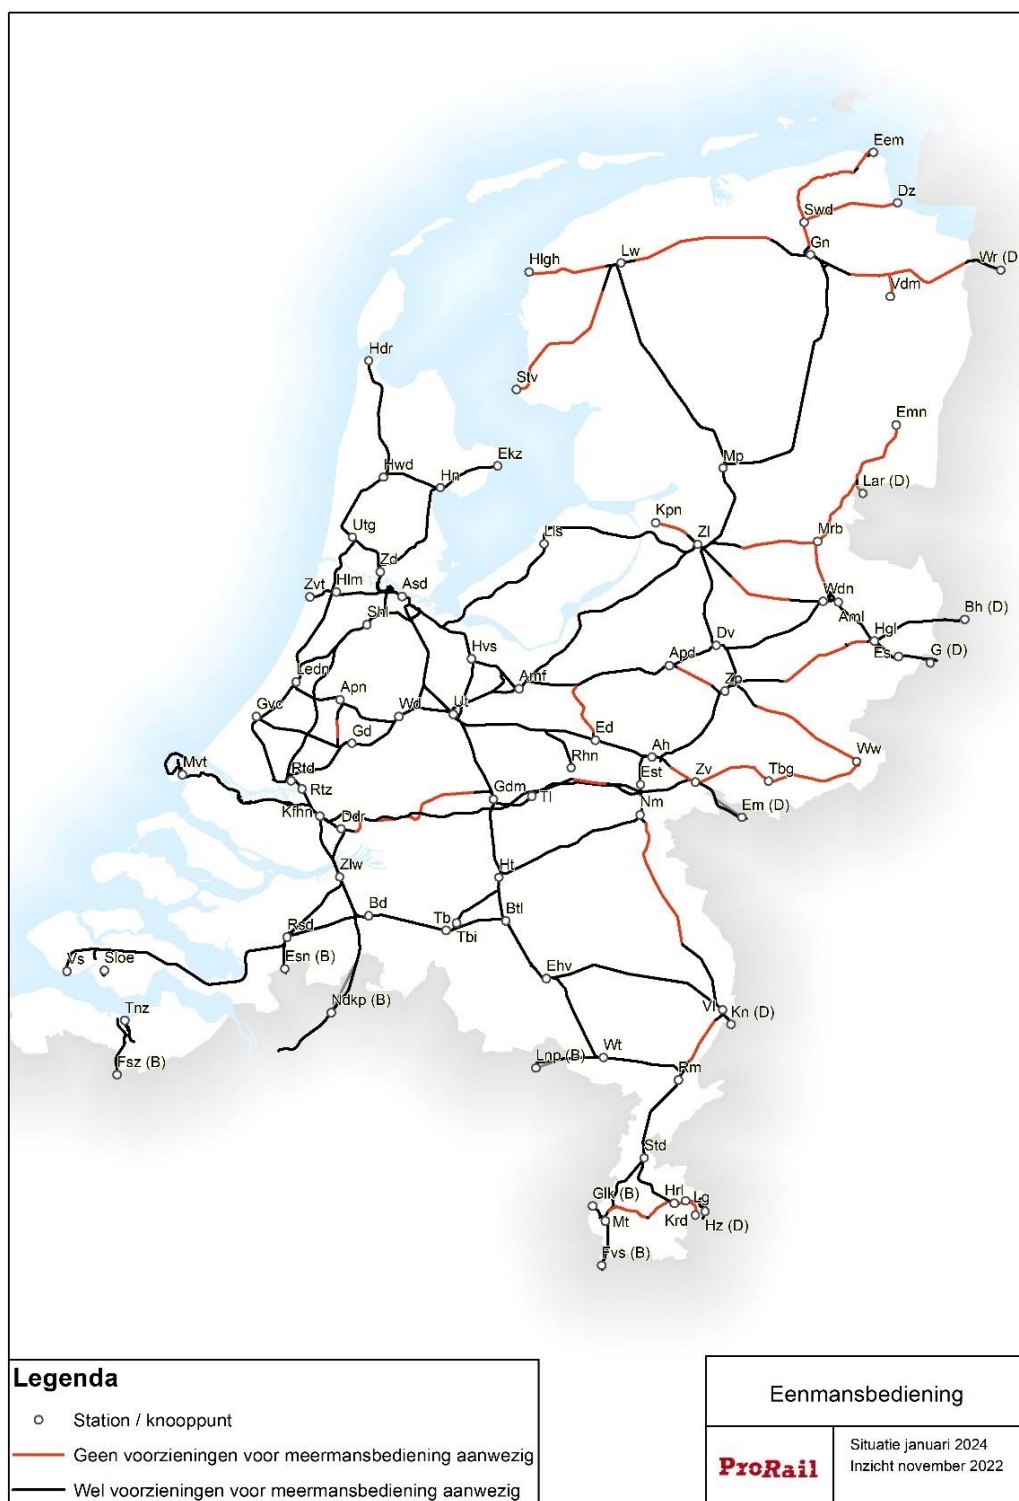 Eem
Dz
Swd
Gn
Lw
Hlgh
Wr (D
Vdm
Hdr
Stv
Emn
Ekz
Mp
Hwd
Hn
Lar (D)
Kpn
Utg
Lls
Zl
Mrb
Zd
Zvt
Hlm
Asd
Wdn
Aml
Bh (D)
Shl
Hgl
Hvs
Dv
Es
G (D)
Ledn
Apd
Amf
Zp
Apn
Gvc
Wd
Ut
Gd
Ed
Ah
Ww
Mvt
Rtd
Rhn
Est
Zv
Tbg
Rtz
Gdm
Tl
Nm
Em (D)
Kfhn
Ddr
Zlw
Ht
Bd
Tb
Btl
Rsd
Tbi
Vs
Sloe
Esn (B)
Ehv
Tnz
Ndkp (B)
Vl
Kn (D)
Fsz (B)
Lnp (B)
Wt
Rm
Std
Glk (B)
Hrl
Lg
Mt
Krd
Hz (D)
Fvs (B)
Legenda
Station / knooppunt
Geen voorzieningen voor meermansbediening aanwezig
Wel voorzieningen voor meermansbediening aanwezig
Eenmansbediening
ProRail
Situatie januari 2024
Inzicht november 2022